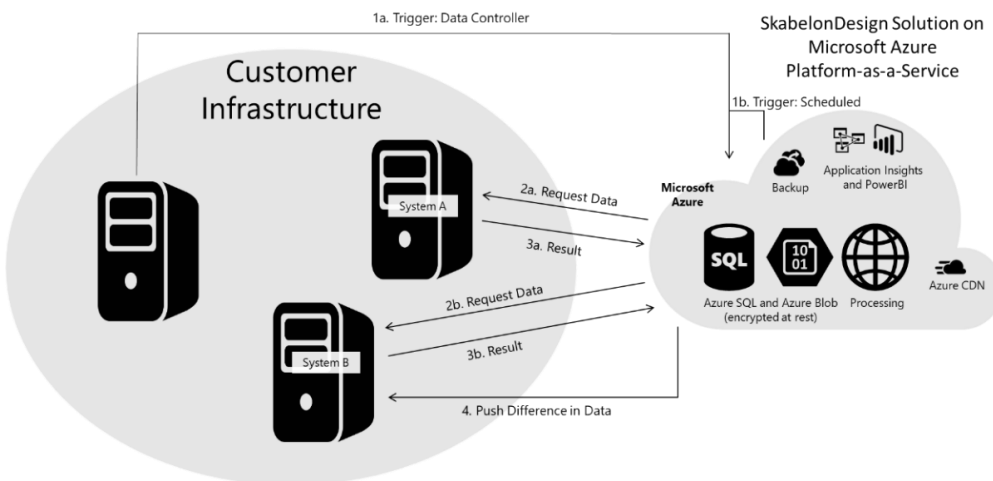 1a. Trigger: Data Controller
SkabelonDesign Solution on
Microsoft Azure
Platform-as-a-Service
Customer
Infrastructure
1b. Trigger: Scheduled
Backup
Application Insights
and PowerBI
Microsoft
Azure
2a. Request Data
System A
3a. Result
SQL
10
01
Azure CDN
Azure SQL and Azure Blob
(encrypted at rest)
Processing
2b. Request Data
3b. Result
System B
4. Push Difference in Data